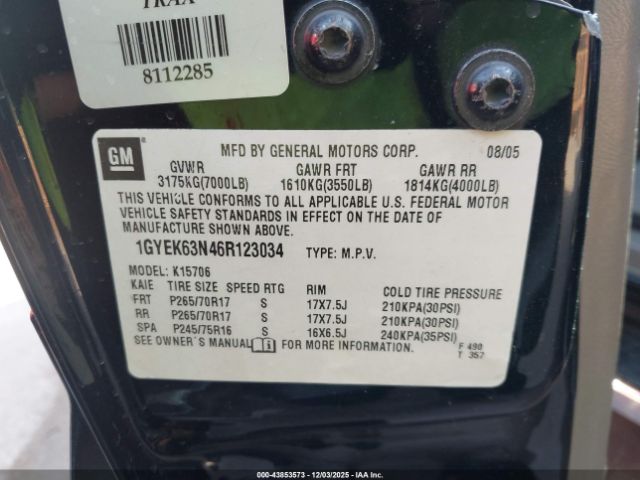 TRAX
8112285
GM
MFD BY GENERAL MOTORS CORP. 08/05
GVWR GAWR FRT GAWR RR
3175KG(7000LB) 1610KG(3550LB) 1814KG(4000LB)
THIS VEHICLE CONFORMS TO ALL APPLICABLE U.S. FEDERAL MOTOR
VEHICLE SAFETY STANDARDS IN EFFECT ON THE DATE OF
MANUFACTURE SHOWN ABOVE.
1GYEK63N46R123034 TYPE: M.P.V.
MODEL: K15706
KAIE TIRE SIZE SPEED RTG RIM COLD TIRE PRESSURE
FRT P265/70R17 S 17X7.5J 210KPA(30PSI)
RR P265/70R17 S 17X7.5J 210KPA(30PSI)
SPA P245/75R16 S 16X6.5J 240KPA(35PSI)
SEE OWNER'S MANUAL FOR MORE INFORMATION. F 490
T 357
000-43853573 - 12/03/2025 - IAAI, Inc.